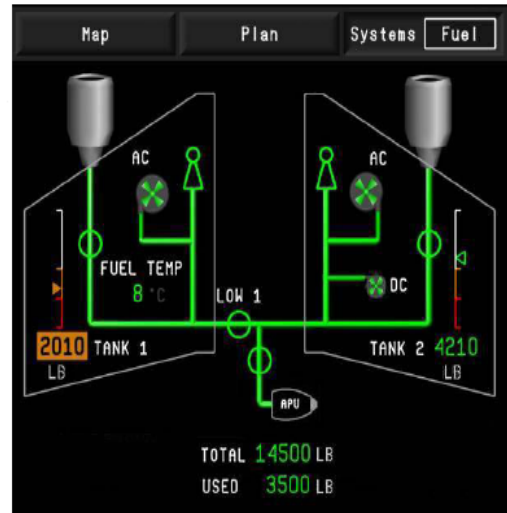 Map Plan Systems Fuel
AC AC
FUEL TEMP
8 °C
DC
LOW 1
2010 TANK 1 TANK 2 4210
LB LB
APU
TOTAL 14500 LB
USED 3500 LB